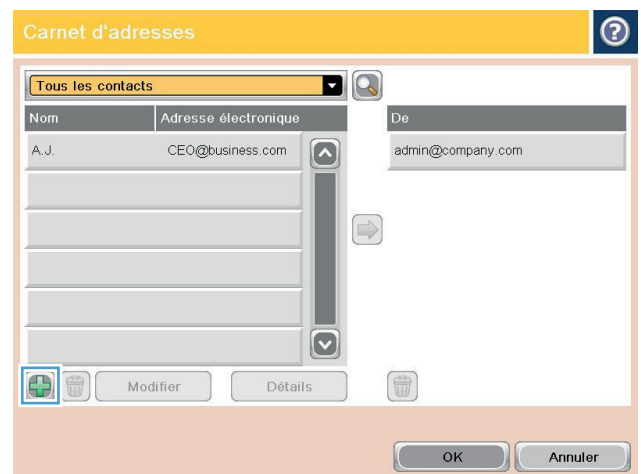 Carnet d'adresses
Tous les contacts
Nom Adresse électronique De
A.J. CEO@business.com admin@company.com
Modifier Détails
OK Annuler